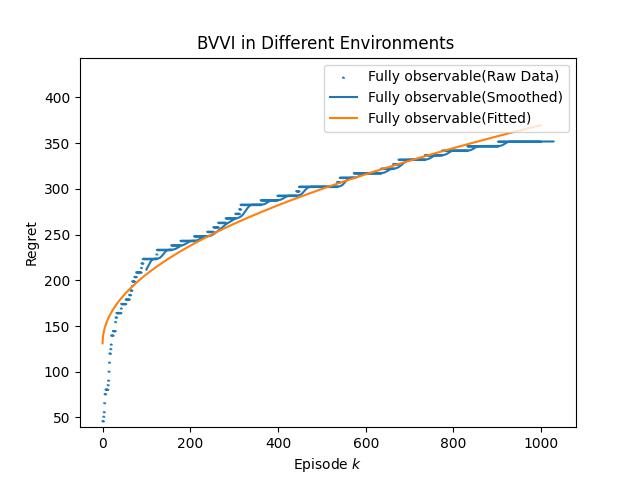 BVVI in Different Environments
Fully observable(Raw Data)
Fully observable(Smoothed)
Fully observable(Fitted)
Regret
400
350
300
250
200
150
100
50
0 200 400 600 800 1000
Episode k